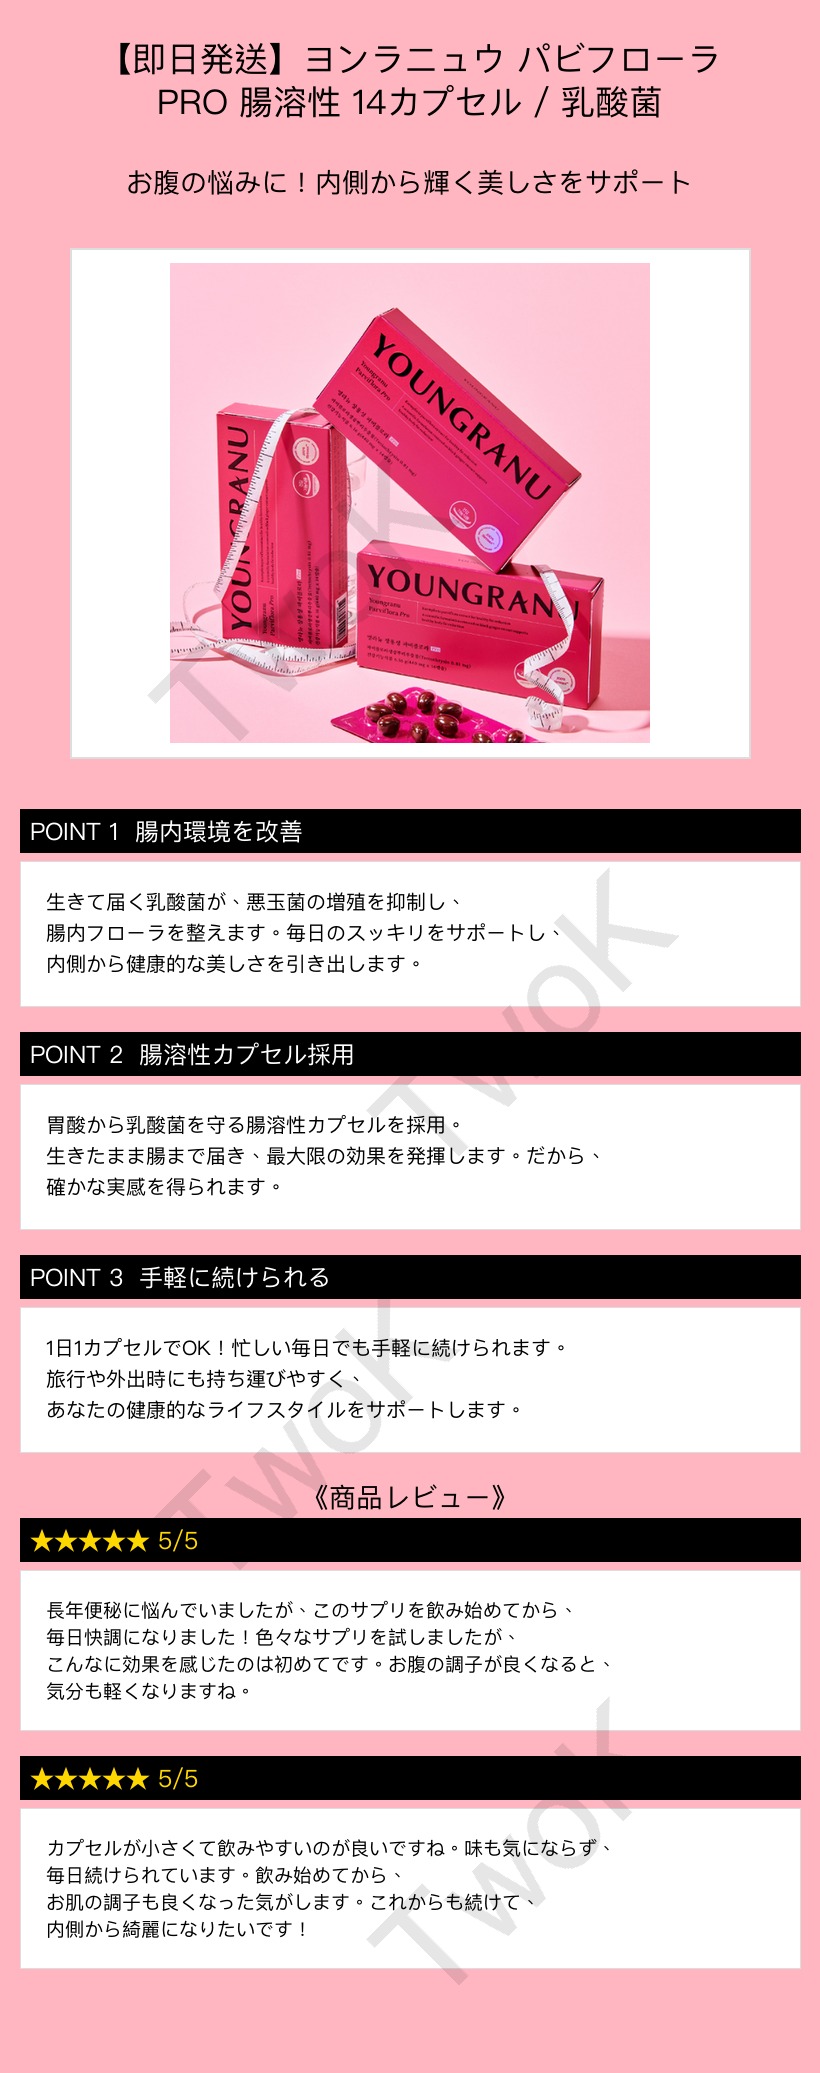 【即日発送】ヨンラニュウ パビフローラ
PRO 腸溶性 14カプセル / 乳酸菌
お腹の悩みに！内側から輝く美しさをサポート
YOUNGRANU
Youngranu
Parviflora Pro
YOUNGRANU
Youngranu
Parviflora Pro
YOUNGRANU
Youngranu
Parviflora Pro
TwoK
POINT 1 腸内環境を改善
生きて届く乳酸菌が、悪玉菌の増殖を抑制し、
腸内フローラを整えます。毎日のスッキリをサポートし、
内側から健康的な美しさを引き出します。
TwoK
POINT 2 腸溶性カプセル採用
胃酸から乳酸菌を守る腸溶性カプセルを採用。
生きたまま腸まで届き、最大限の効果を発揮します。だから、
確かな実感を得られます。
POINT 3 手軽に続けられる
1日1カプセルでOK！忙しい毎日でも手軽に続けられます。
旅行や外出時にも持ち運びやすく、
あなたの健康的なライフスタイルをサポートします。
TwoK
《商品レビュー》
★★★★★ 5/5
長年便秘に悩んでいましたが、このサプリを飲み始めてから、
毎日快調になりました！色々なサプリを試しましたが、
こんなに効果を感じたのは初めてです。お腹の調子が良くなると、
気分も軽くなりますね。
★★★★★ 5/5
カプセルが小さくて飲みやすいのが良いですね。味も気にならず、
毎日続けられています。飲み始めてから、
お肌の調子も良くなった気がします。これからも続けて、
内側から綺麗になりたいです！
TwoK